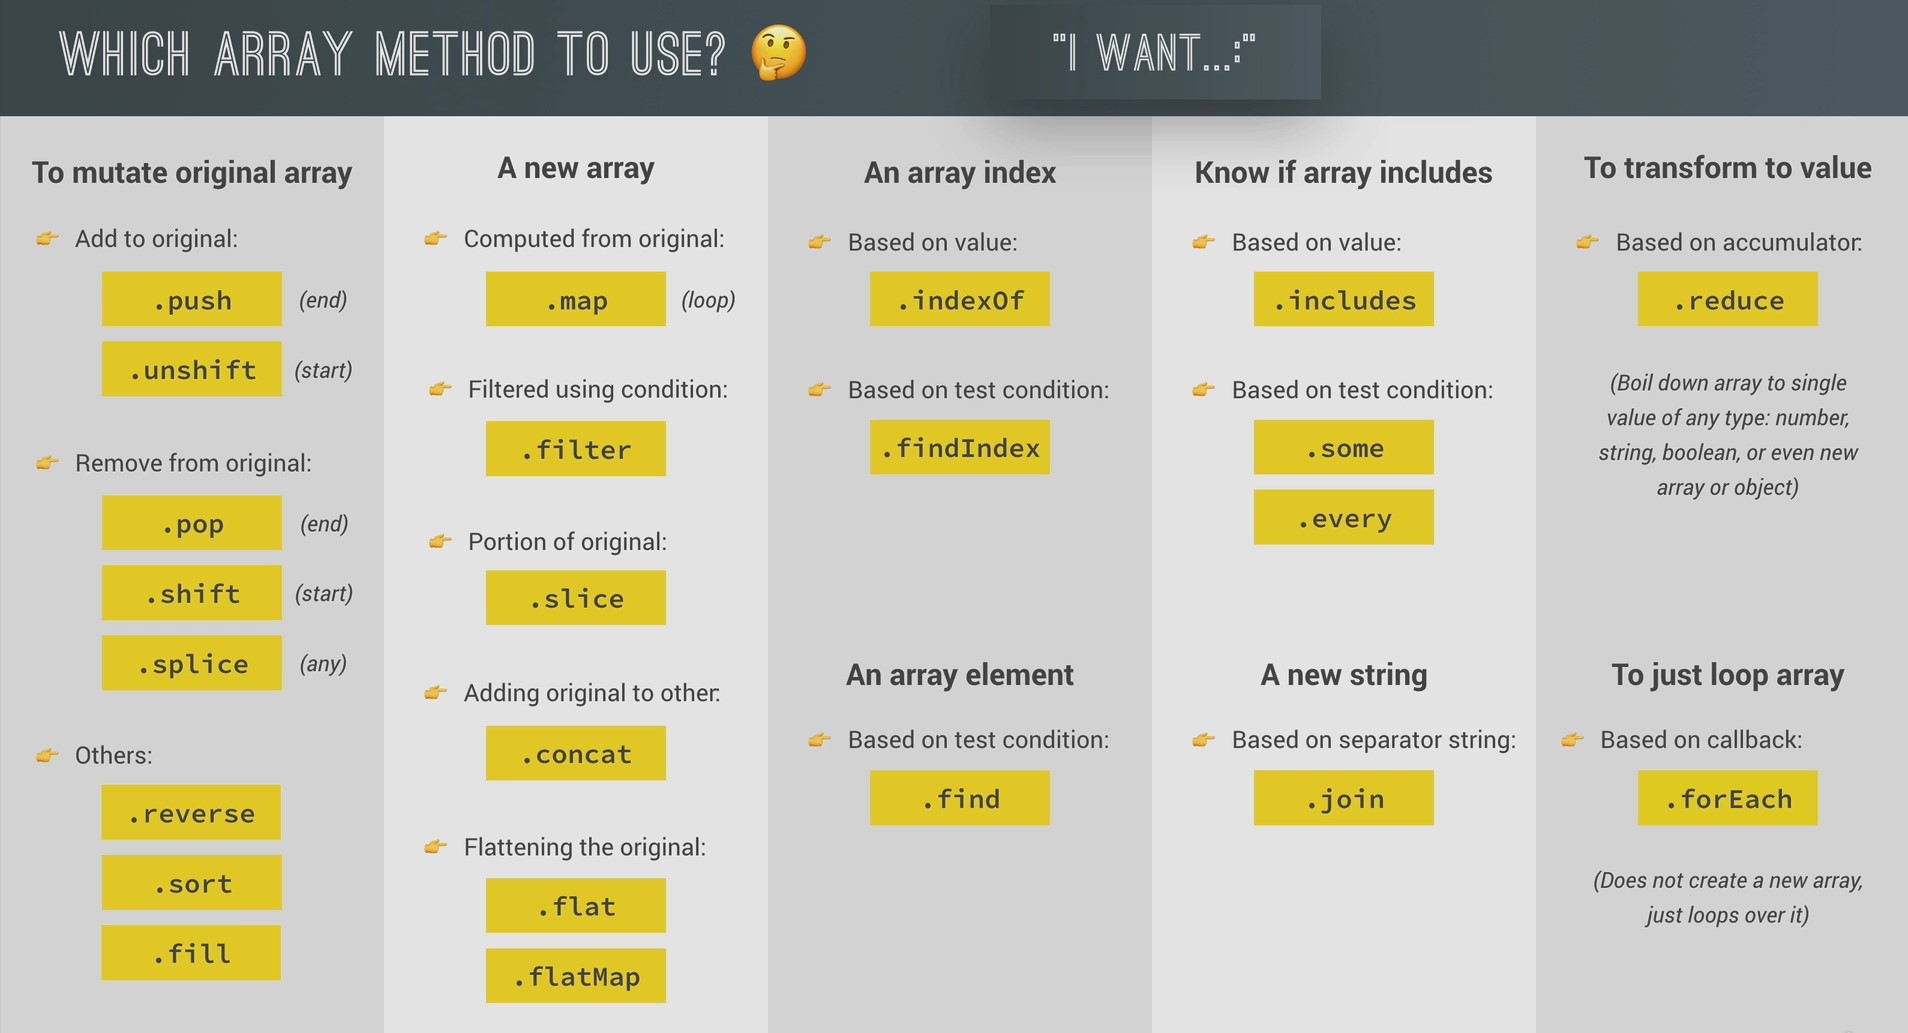 WHICH ARRAY METHOD TO USE? 🤔
"I WANT...:"
To mutate original array
👉 Add to original:
.push (end)
.unshift (start)
👉 Remove from original:
.pop (end)
.shift (start)
.splice (any)
👉 Others:
.reverse
.sort
.fill
A new array
👉 Computed from original:
.map (loop)
👉 Filtered using condition:
.filter
👉 Portion of original:
.slice
👉 Adding original to other:
.concat
👉 Flattening the original:
.flat
.flatMap
An array index
👉 Based on value:
.indexOf
👉 Based on test condition:
.findIndex
An array element
👉 Based on test condition:
.find
Know if array includes
👉 Based on value:
.includes
👉 Based on test condition:
.some
.every
A new string
👉 Based on separator string:
.join
To transform to value
👉 Based on accumulator:
.reduce
(Boil down array to single
value of any type: number,
string, boolean, or even new
array or object)
To just loop array
👉 Based on callback:
.forEach
(Does not create a new array,
just loops over it)